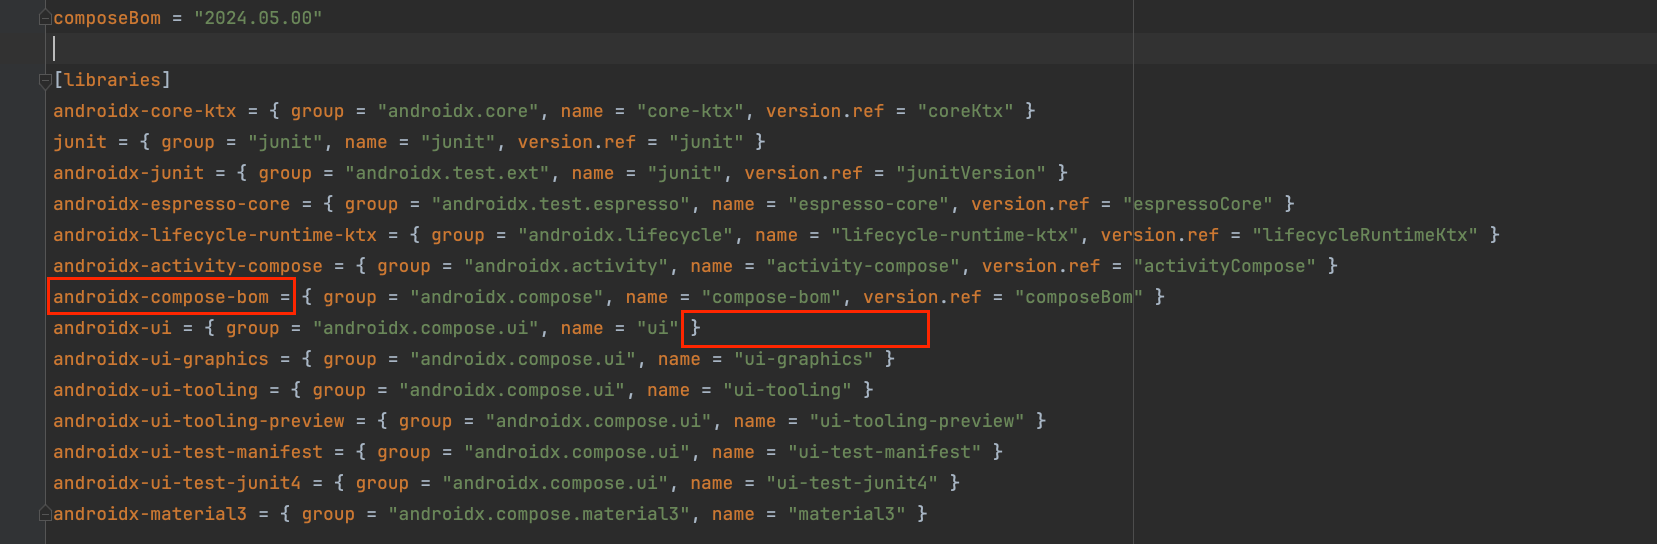 composeBom = "2024.05.00"
[libraries]
androidx-core-ktx = { group = "androidx.core", name = "core-ktx", version.ref = "coreKtx" }
junit = { group = "junit", name = "junit", version.ref = "junit" }
androidx-junit = { group = "androidx.test.ext", name = "junit", version.ref = "junitVersion" }
androidx-espresso-core = { group = "androidx.test.espresso", name = "espresso-core", version.ref = "espressoCore" }
androidx-lifecycle-runtime-ktx = { group = "androidx.lifecycle", name = "lifecycle-runtime-ktx", version.ref = "lifecycleRuntimeKtx" }
androidx-activity-compose = { group = "androidx.activity", name = "activity-compose", version.ref = "activityCompose" }
androidx-compose-bom = { group = "androidx.compose", name = "compose-bom", version.ref = "composeBom" }
androidx-ui = { group = "androidx.compose.ui", name = "ui" }
androidx-ui-graphics = { group = "androidx.compose.ui", name = "ui-graphics" }
androidx-ui-tooling = { group = "androidx.compose.ui", name = "ui-tooling" }
androidx-ui-tooling-preview = { group = "androidx.compose.ui", name = "ui-tooling-preview" }
androidx-ui-test-manifest = { group = "androidx.compose.ui", name = "ui-test-manifest" }
androidx-ui-test-junit4 = { group = "androidx.compose.ui", name = "ui-test-junit4" }
androidx-material3 = { group = "androidx.compose.material3", name = "material3" }